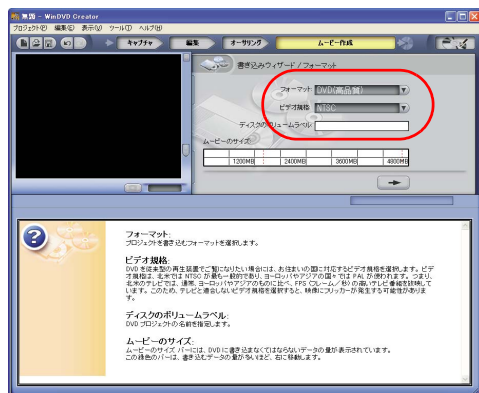 無題 - WinDVD Creator
プロジェクト(P) 編集(E) 表示(V) ツール(T) ヘルプ(H)
キャプチャ 編集 オーサリング ムービー作成
書き込みウィザード / フォーマット
フォーマット: DVD(高品質)
ビデオ規格: NTSC
ディスクのボリュームラベル:
ムービーのサイズ:
1200MB 2400MB 3600MB 4800MB
フォーマット:
プロジェクトを書き込むフォーマットを選択します。
ビデオ規格:
DVD を従来型の再生装置でご覧になりたい場合には、お住まいの国に対応するビデオ規格を選択します。ビデ
オ規格は、北米では NTSC が最も一般的であり、ヨーロッパやアジアの国々では PAL が使われます。つまり、
北米のテレビでは、通常、ヨーロッパやアジアのものに比べ、FPS (フレーム／秒) の高いテレビ番組を放映して
います。このため、テレビと適合しないビデオ規格を選択すると、映像にフリッカーが発生する可能性がありま
す。
ディスクのボリュームラベル:
DVD プロジェクトの名前を指定します。
ムービーのサイズ:
ムービーのサイズ バーには、DVD に書き込まなくてはならないデータの量が表示されています。
この緑色のバーは、書き込むデータの量が多いほど、右に移動します。